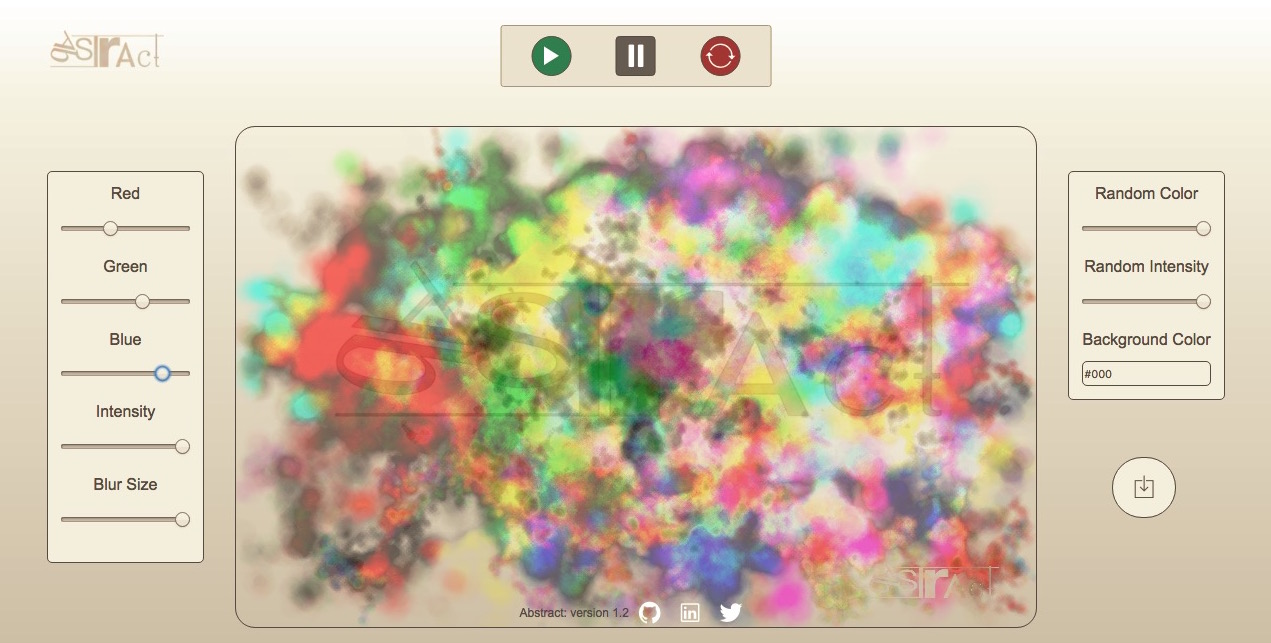 abstrAct
Red
Green
Blue
Intensity
Blur Size
abstrAct
abstrAct
Abstract: version 1.2
Random Color
Random Intensity
Background Color
#000